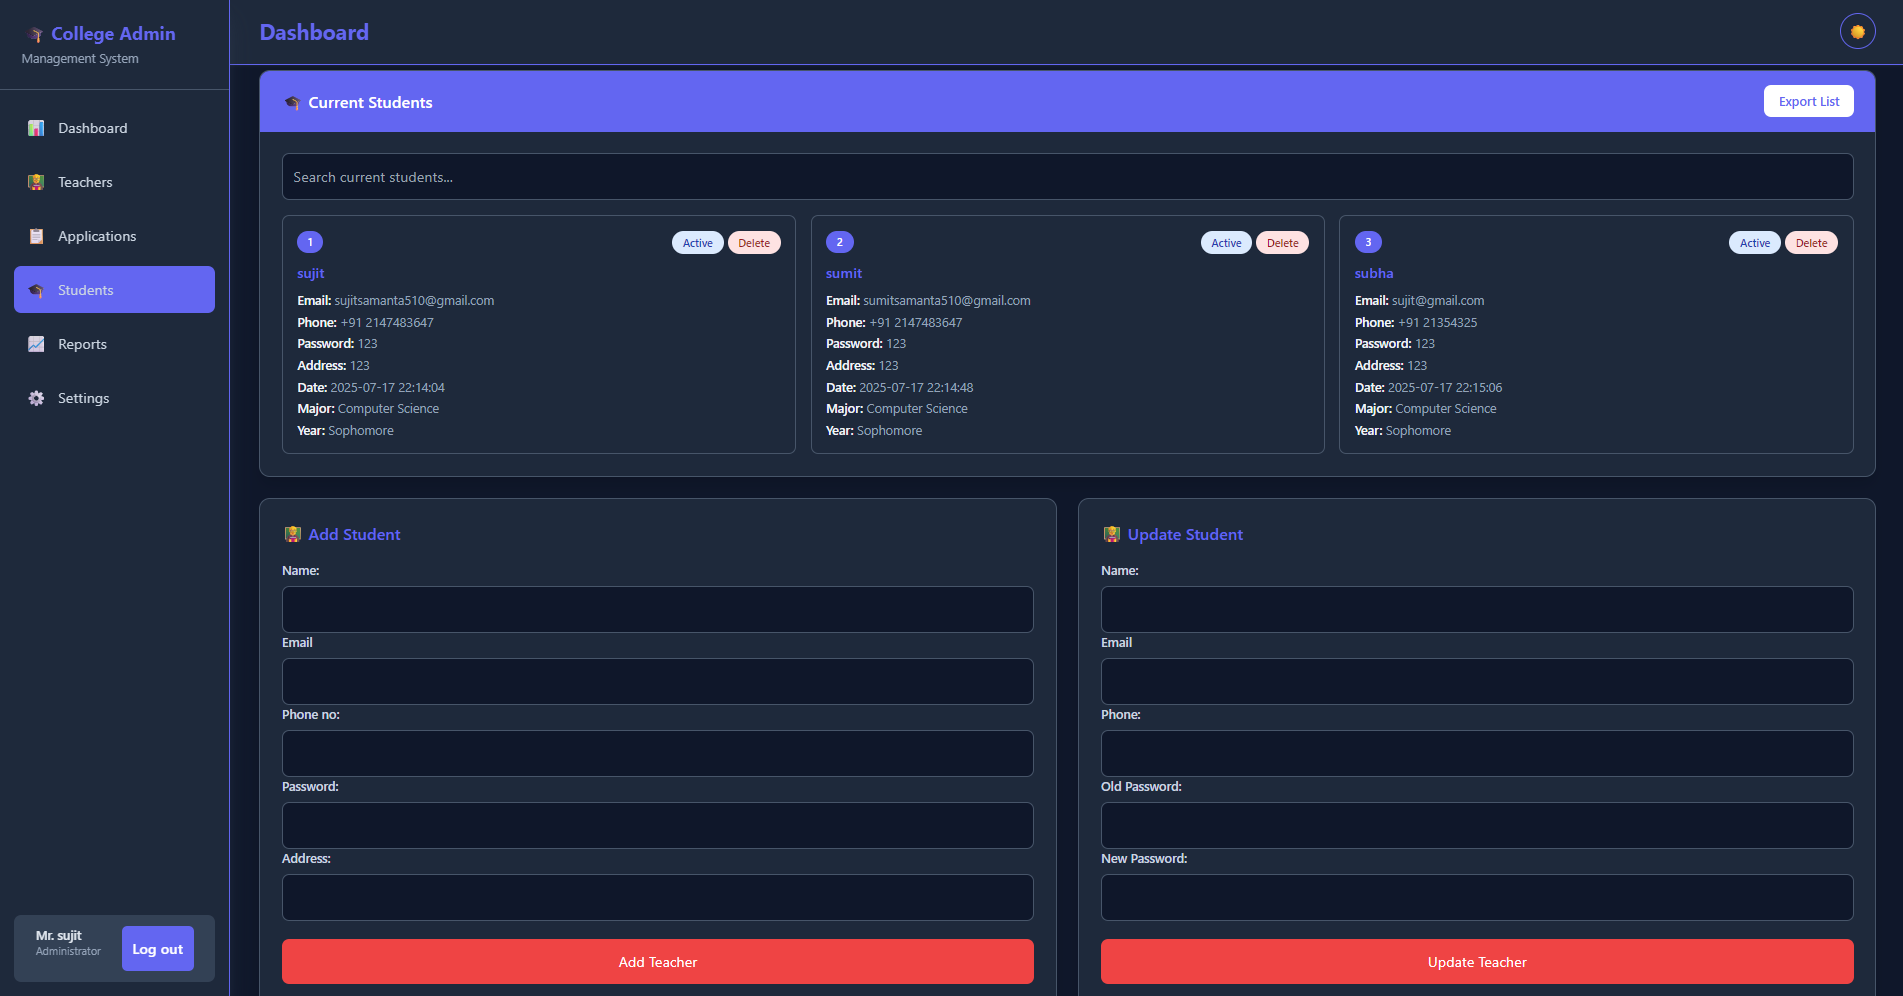 College Admin
Management System
Dashboard
Teachers
Applications
Students
Reports
Settings
Mr. sujit
Administrator
Log out
Dashboard
Current Students
Export List
Search current students...
1
Active
Delete
sujit
Email: sujitsamanta510@gmail.com
Phone: +91 2147483647
Password: 123
Address: 123
Date: 2025-07-17 22:14:04
Major: Computer Science
Year: Sophomore
2
Active
Delete
sumit
Email: sumitsamanta510@gmail.com
Phone: +91 2147483647
Password: 123
Address: 123
Date: 2025-07-17 22:14:48
Major: Computer Science
Year: Sophomore
3
Active
Delete
subha
Email: sujit@gmail.com
Phone: +91 21354325
Password: 123
Address: 123
Date: 2025-07-17 22:15:06
Major: Computer Science
Year: Sophomore
Add Student
Name:
Email
Phone no:
Password:
Address:
Add Teacher
Update Student
Name:
Email
Phone:
Old Password:
New Password:
Update Teacher